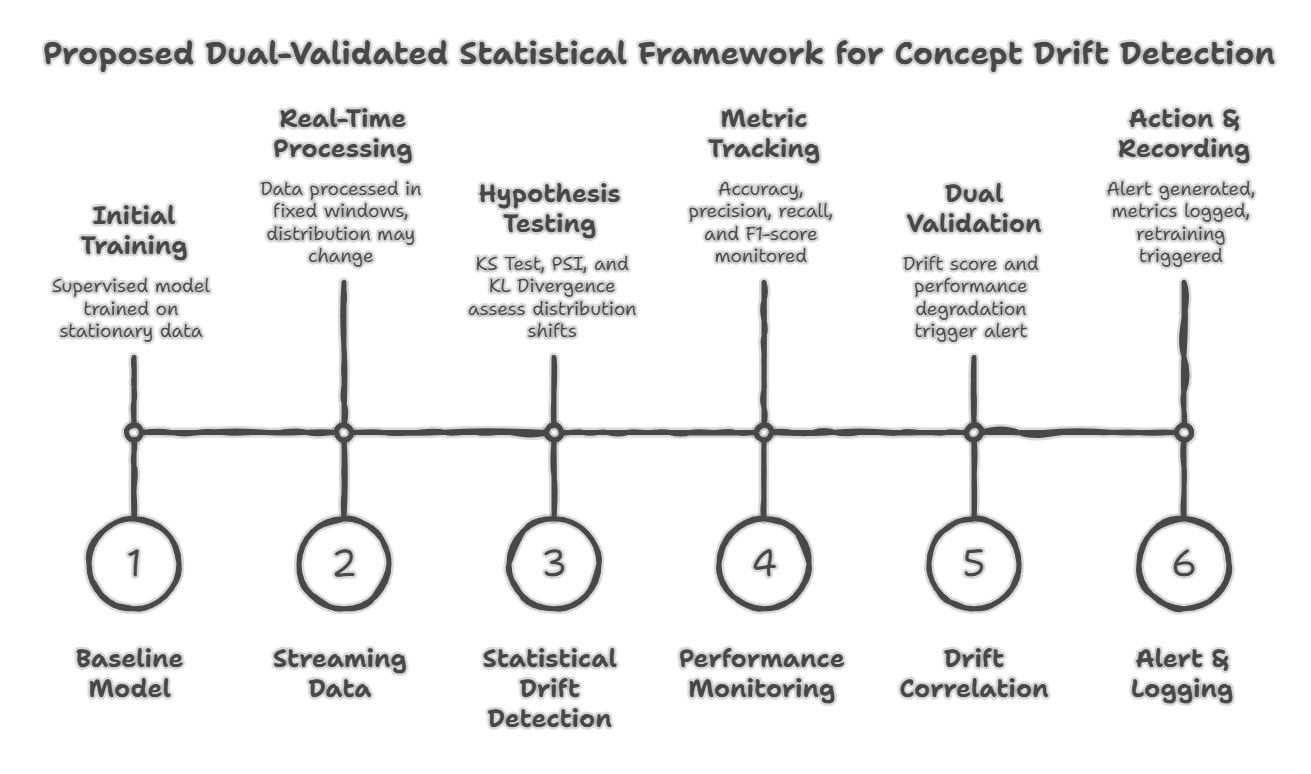 Proposed Dual-Validated Statistical Framework for Concept Drift Detection
Initial
Training
Supervised model
trained on
stationary data
1
Baseline
Model
Real-Time
Processing
Data processed in
fixed windows,
distribution may
change
2
Streaming
Data
Hypothesis
Testing
KS Test, PSI, and
KL Divergence
assess distribution
shifts
3
Statistical
Drift
Detection
Metric
Tracking
Accuracy,
precision, recall,
and F1-score
monitored
4
Performance
Monitoring
Dual
Validation
Drift score and
performance
degradation
trigger alert
5
Drift
Correlation
Action &
Recording
Alert generated,
metrics logged,
retraining
triggered
6
Alert &
Logging